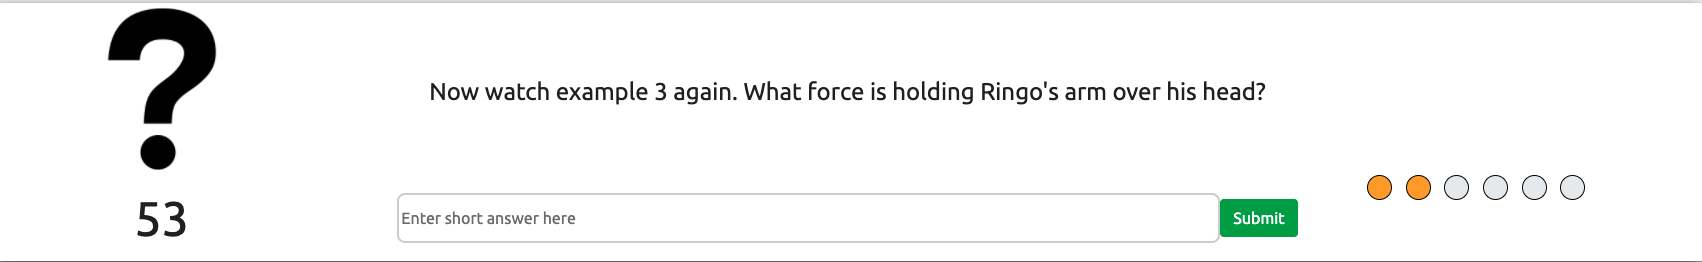 ?
Now watch example 3 again. What force is holding Ringo's arm over his head?
53
Enter short answer here
Submit